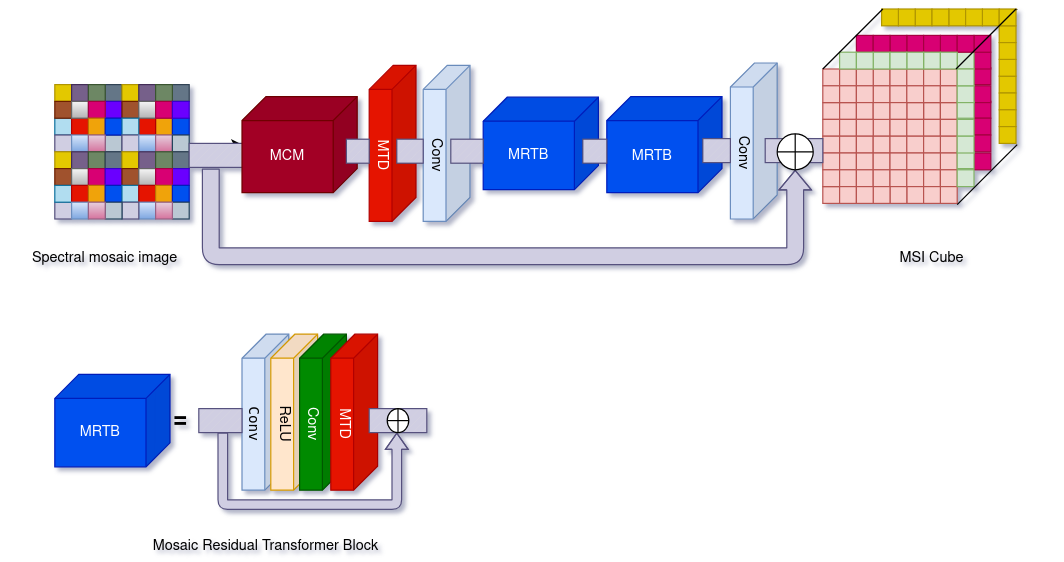 MCM
MTD
Conv
MRTB
MRTB
Conv
Spectral mosaic image
MSI Cube
MRTB
=
Conv
ReLU
Conv
MTD
Mosaic Residual Transformer Block